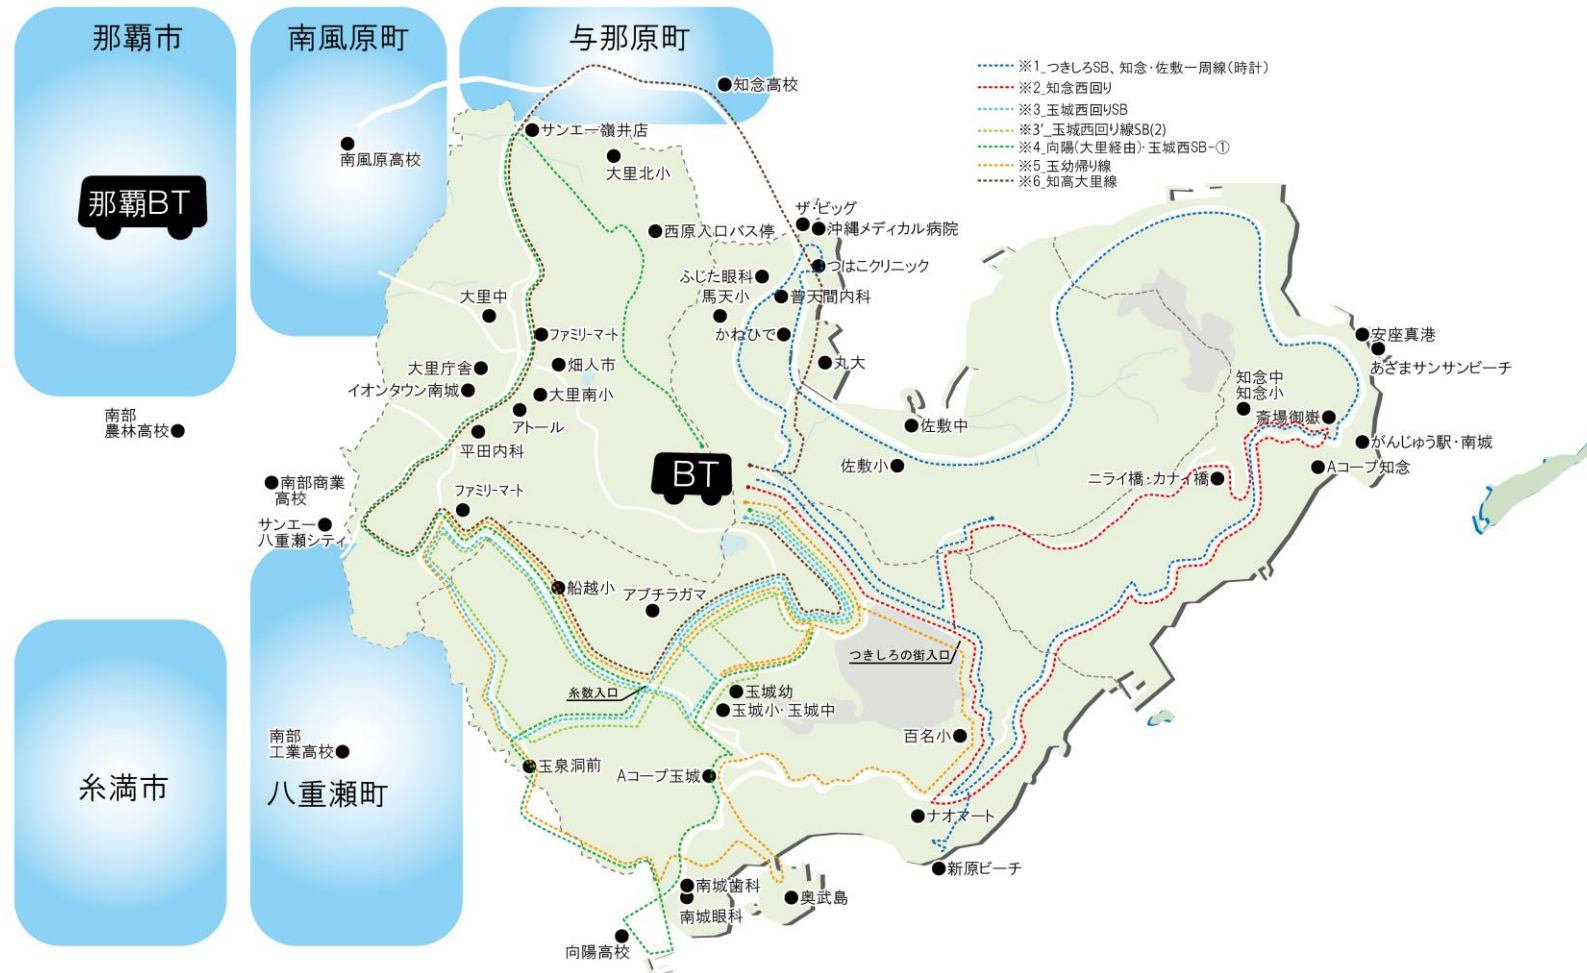 那覇市
南風原町
与那原町
※1_つきしろSB、知念・佐敷一周線(時計)
※2_知念西回り
※3_玉城西回りSB
※3'_玉城西回り線SB(2)
※4_向陽(大里経由)・玉城西SB-①
※5_玉幼帰り線
※6_知高大里線
知念高校
サンエー嶺井店
南風原高校
大里北小
那覇BT
ザ・ビッグ
沖縄メディカル病院
西原入口バス停
つはこクリニック
ふじた眼科
普天間内科
大里中
馬天小
ファミリーマート
かねひで
安座真港
あざまサンサンビーチ
大里庁舎
畑人市
丸大
イオンタウン南城
大里南小
知念中
知念小
アトール
斎場御嶽
南部
農林高校
佐敷中
平田内科
がんじゅう駅・南城
佐敷小
Aコープ知念
BT
ニライ橋・カナイ橋
南部商業
高校
ファミリーマート
サンエー
八重瀬シティ
船越小
アブチラガマ
つきしろの街入口
糸数入口
玉城幼
玉城小・玉城中
百名小
南部
工業高校
玉泉洞前
Aコープ玉城
糸満市
八重瀬町
ナオマート
新原ビーチ
南城歯科
南城眼科
奥武島
向陽高校